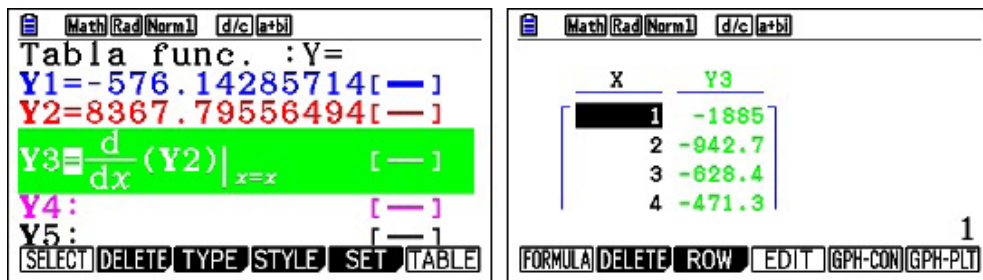 Math Rad Norm1 d/c a+bi
Tabla func. :Y=
Y1=-576.14285714[—]
Y2=8367.79556494[—]
Y3=d/dx(Y2)|x=x [—]
Y4: [—]
Y5: [—]
SELECT DELETE TYPE STYLE SET TABLE
Math Rad Norm1 d/c a+bi
X Y3
1 -1885
2 -942.7
3 -628.4
4 -471.3
1
FORMULA DELETE ROW EDIT GPH-CON GPH-PLT